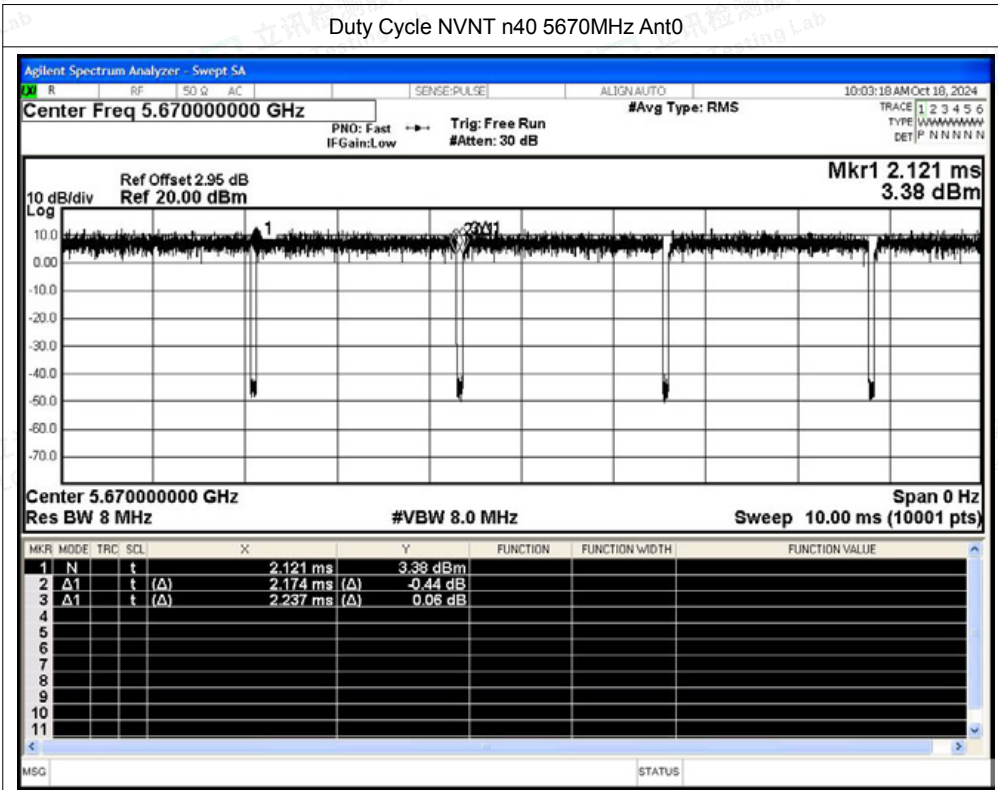 Duty Cycle NVNT n40 5670MHz Ant0
Agilent Spectrum Analyzer - Swept SA
R RF 50 Ω AC SENSE:PULSE ALIGN AUTO 10:03:18 AM Oct 18, 2024
Center Freq 5.670000000 GHz #Avg Type: RMS TRACE 1 2 3 4 5 6
PNO: Fast Trig: Free Run TYPE WWWWWWWW
IFGain:Low #Atten: 30 dB DET P N N N N N
Mkr1 2.121 ms
Ref Offset 2.95 dB
10 dB/div Ref 20.00 dBm 3.38 dBm
Log
10.0
1
0.00
-10.0
-20.0
-30.0
-40.0
-50.0
-60.0
-70.0
Center 5.670000000 GHz Span 0 Hz
Res BW 8 MHz #VBW 8.0 MHz Sweep 10.00 ms (10001 pts)
MKR MODE TRC SCL X Y FUNCTION FUNCTION WIDTH FUNCTION VALUE
1 N t 2.121 ms 3.38 dBm
2 Δ1 t (Δ) 2.174 ms (Δ) -0.44 dB
3 Δ1 t (Δ) 2.237 ms (Δ) 0.06 dB
4
5
6
7
8
9
10
11
MSG STATUS